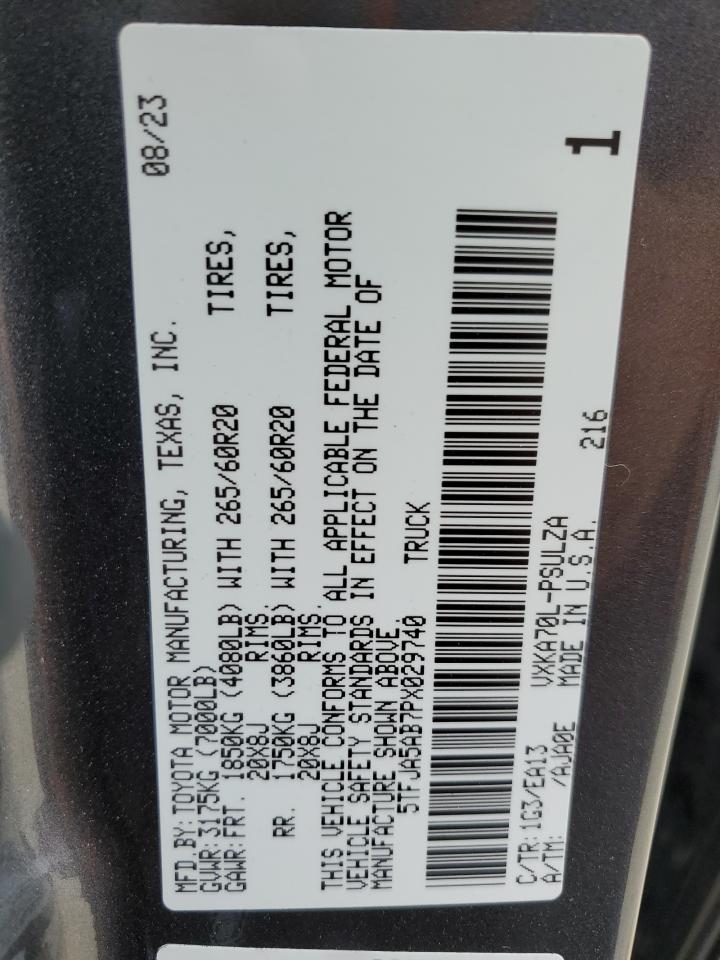 MFD BY: TOYOTA MOTOR MANUFACTURING, TEXAS, INC. 08/23
GVWR: 3175KG (7000LB)
GAWR: FRT. 1850KG (4080LB) WITH 265/60R20 TIRES,
20X8J RIMS.
RR. 1750KG (3860LB) WITH 265/60R20 TIRES,
20X8J RIMS.
THIS VEHICLE CONFORMS TO ALL APPLICABLE FEDERAL MOTOR
VEHICLE SAFETY STANDARDS IN EFFECT ON THE DATE OF
MANUFACTURE SHOWN ABOVE.
5TFJA5AB7PX029740 TRUCK
C/TR: 1G3/EA13 VXKA70L-PSULZA 216
A/TM: /AJA0E MADE IN U.S.A.
1